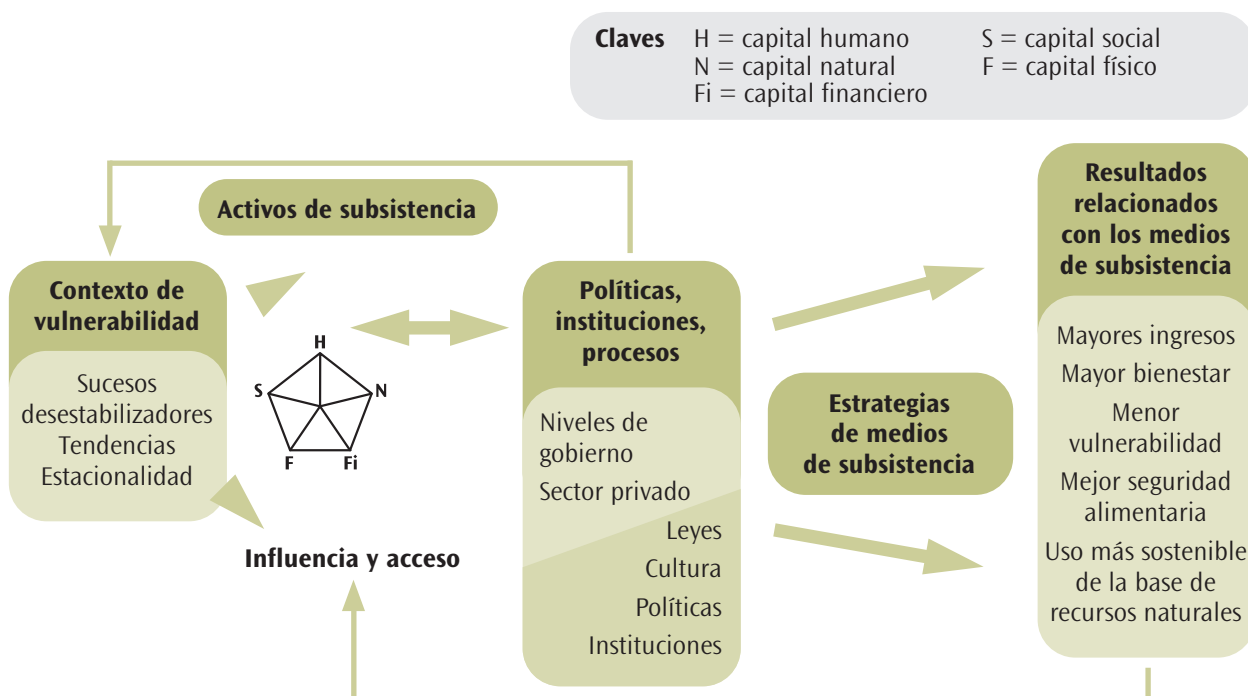 Claves
H = capital humano
S = capital social
N = capital natural
F = capital físico
Fi = capital financiero
Activos de subsistencia
Contexto de
vulnerabilidad
Sucesos
desestabilizadores
Tendencias
Estacionalidad
H
S
N
F
Fi
Influencia y acceso
Políticas,
instituciones,
procesos
Niveles de
gobierno
Sector privado
Leyes
Cultura
Políticas
Instituciones
Estrategias
de medios
de subsistencia
Resultados
relacionados
con los medios
de subsistencia
Mayores ingresos
Mayor bienestar
Menor
vulnerabilidad
Mejor seguridad
alimentaria
Uso más sostenible
de la base de
recursos naturales